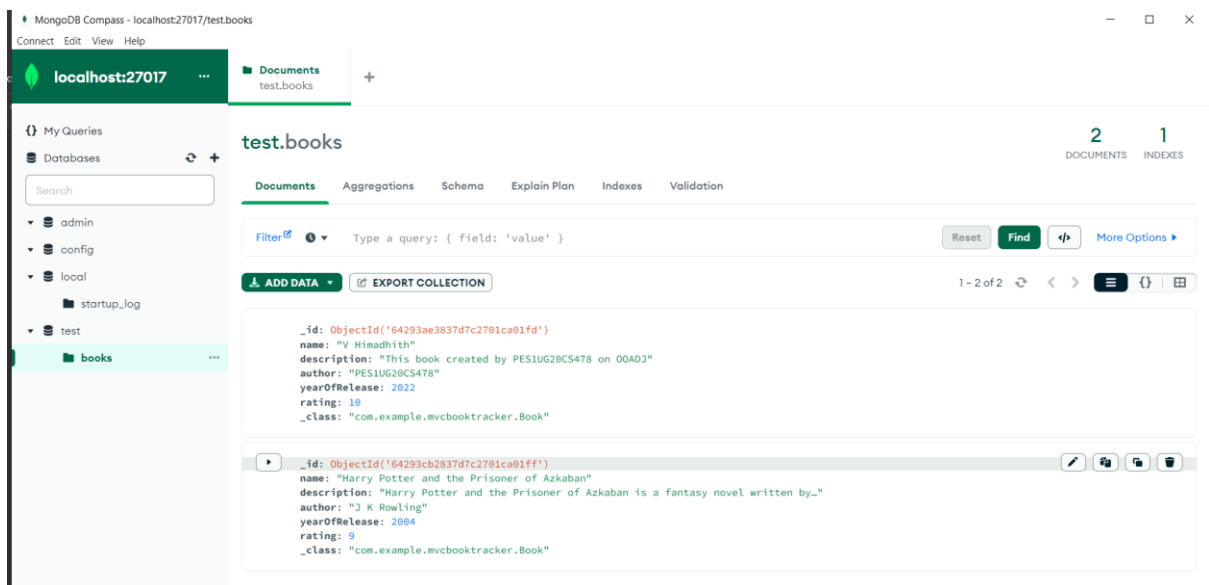 MongoDB Compass - localhost:27017/test.books
Connect Edit View Help
localhost:27017 ...
Documents
test.books
+
{} My Queries
Databases
Search
admin
config
local
startup_log
test
books ...
test.books
2
DOCUMENTS
1
INDEXES
Documents Aggregations Schema Explain Plan Indexes Validation
Filter Type a query: { field: 'value' } Reset Find </> More Options
ADD DATA EXPORT COLLECTION 1 - 2 of 2 {}
_id: ObjectId('64293ae3837d7c2701ca01fd')
name: "V Himadhith"
description: "This book created by PES1UG20CS478 on OOADJ"
author: "PES1UG20CS478"
yearOfRelease: 2022
rating: 10
_class: "com.example.mvcbooktracker.Book"
_id: ObjectId('64293cb2837d7c2701ca01ff')
name: "Harry Potter and the Prisoner of Azkaban"
description: "Harry Potter and the Prisoner of Azkaban is a fantasy novel written by…"
author: "J K Rowling"
yearOfRelease: 2004
rating: 9
_class: "com.example.mvcbooktracker.Book"